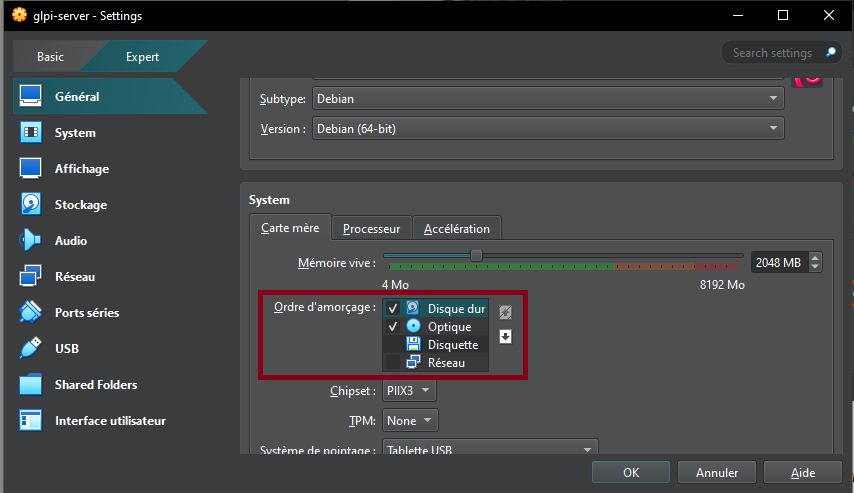 glpi-server - Settings
Basic
Expert
Search settings
Général
System
Affichage
Stockage
Audio
Réseau
Ports séries
USB
Shared Folders
Interface utilisateur
Subtype: Debian
Version : Debian (64-bit)
System
Carte mère
Processeur
Accélération
Mémoire vive : 2048 MB
4 Mo 8192 Mo
Ordre d'amorçage : Disque dur
Optique
Disquette
Réseau
Chipset : PIIX3
TPM: None
Système de pointage : Tablette USB
OK
Annuler
Aide